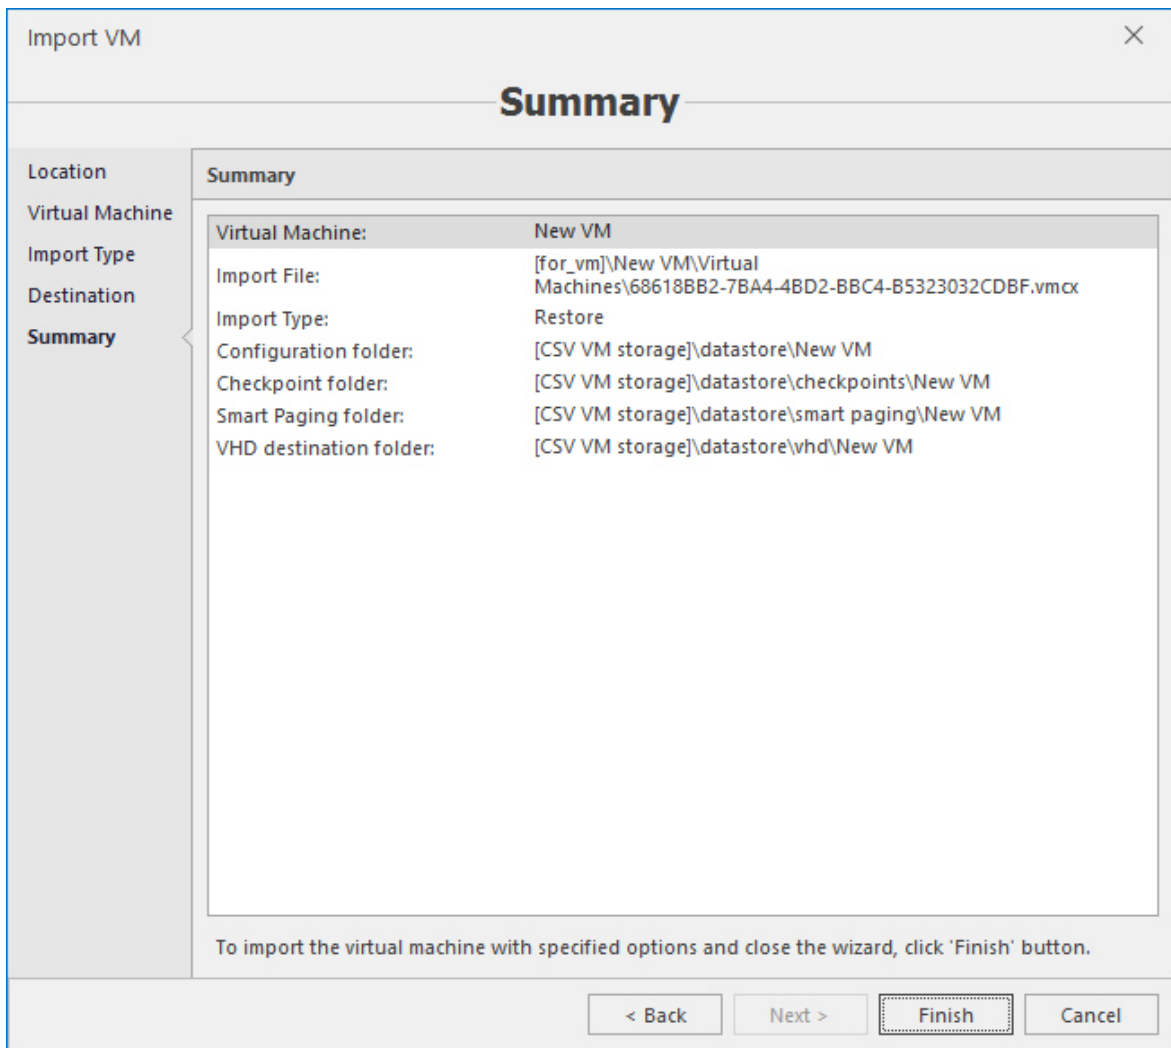 Import VM
Summary
Location
Virtual Machine
Import Type
Destination
Summary
Summary
Virtual Machine: New VM
Import File: [for_vm]\New VM\Virtual
Machines\68618BB2-7BA4-4BD2-BBC4-B5323032CDBF.vmcx
Import Type: Restore
Configuration folder: [CSV VM storage]\datastore\New VM
Checkpoint folder: [CSV VM storage]\datastore\checkpoints\New VM
Smart Paging folder: [CSV VM storage]\datastore\smart paging\New VM
VHD destination folder: [CSV VM storage]\datastore\vhd\New VM
To import the virtual machine with specified options and close the wizard, click 'Finish' button.
< Back Next > Finish Cancel